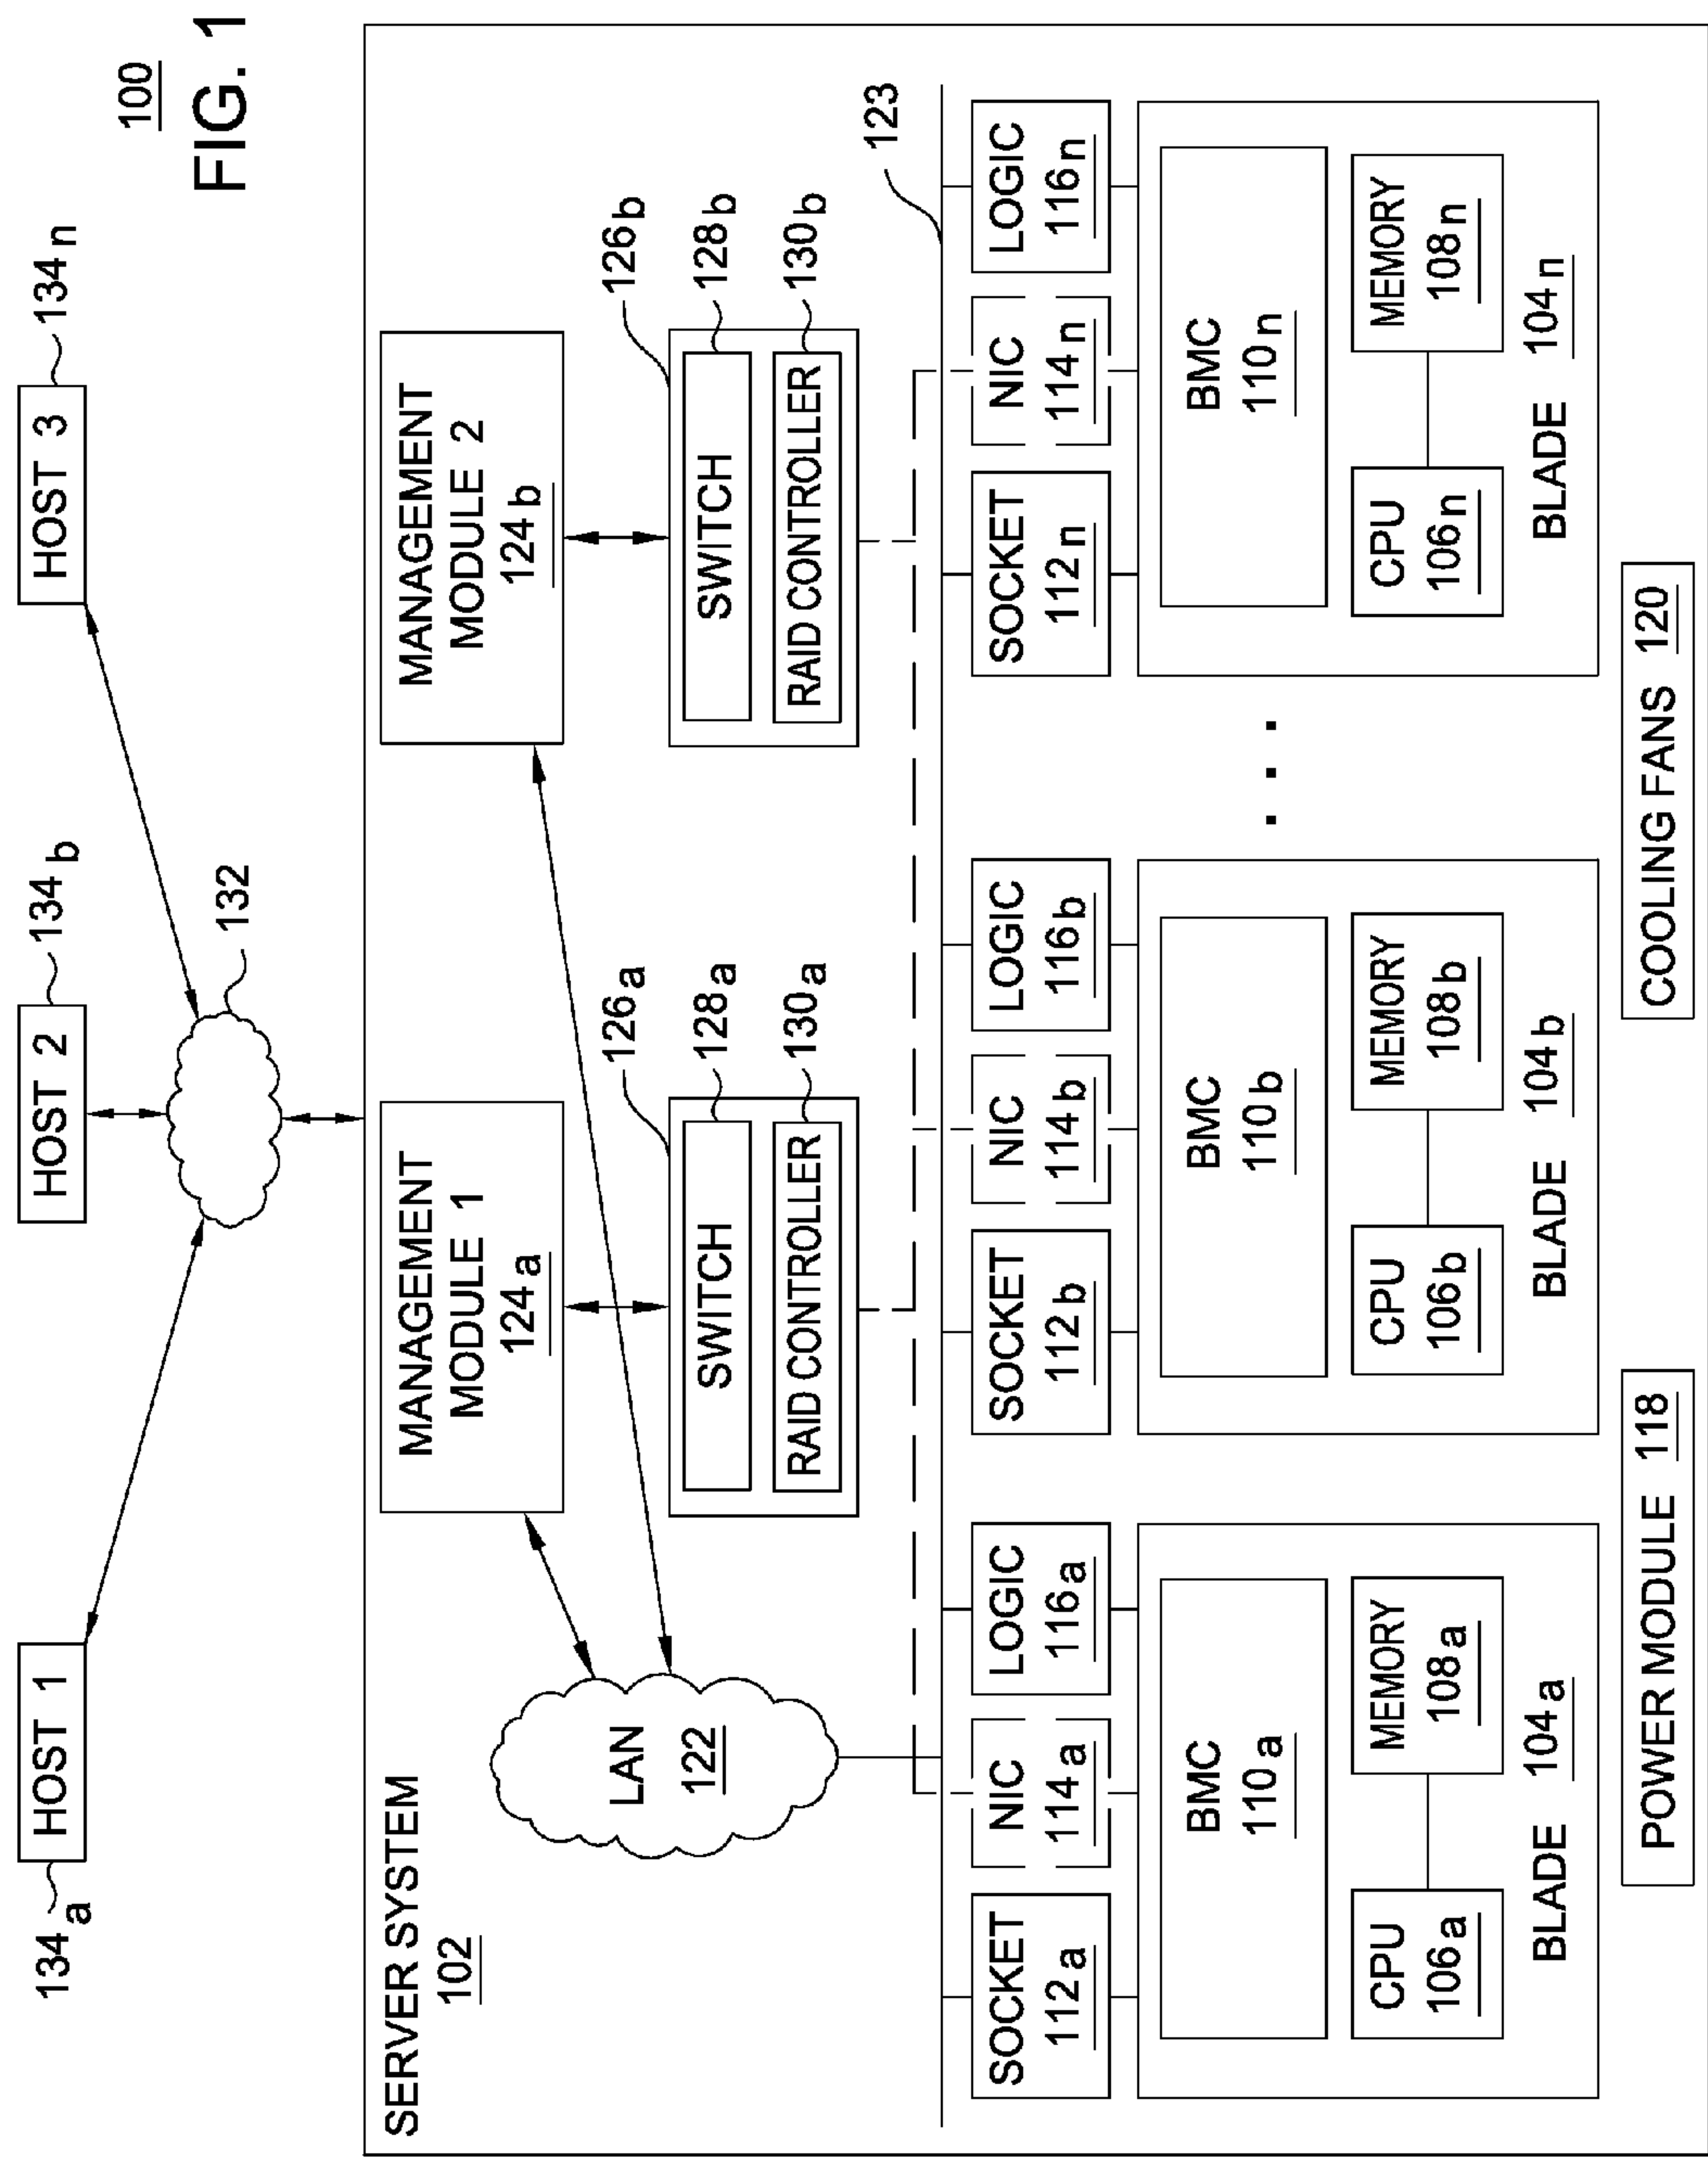 100
FIG. 1
HOST 1
134a
HOST 2
134b
HOST 3
134n
132
SERVER SYSTEM
102
MANAGEMENT
MODULE 1
124a
MANAGEMENT
MODULE 2
124b
LAN
122
126a
SWITCH
128a
RAID CONTROLLER
130a
126b
SWITCH
128b
RAID CONTROLLER
130b
123
SOCKET
112a
NIC
114a
LOGIC
116a
SOCKET
112b
NIC
114b
LOGIC
116b
SOCKET
112n
NIC
114n
LOGIC
116n
BMC
110a
CPU
106a
MEMORY
108a
BLADE 104a
BMC
110b
CPU
106b
MEMORY
108b
BLADE 104b
. . .
BMC
110n
CPU
106n
MEMORY
108n
BLADE 104n
POWER MODULE 118
COOLING FANS 120